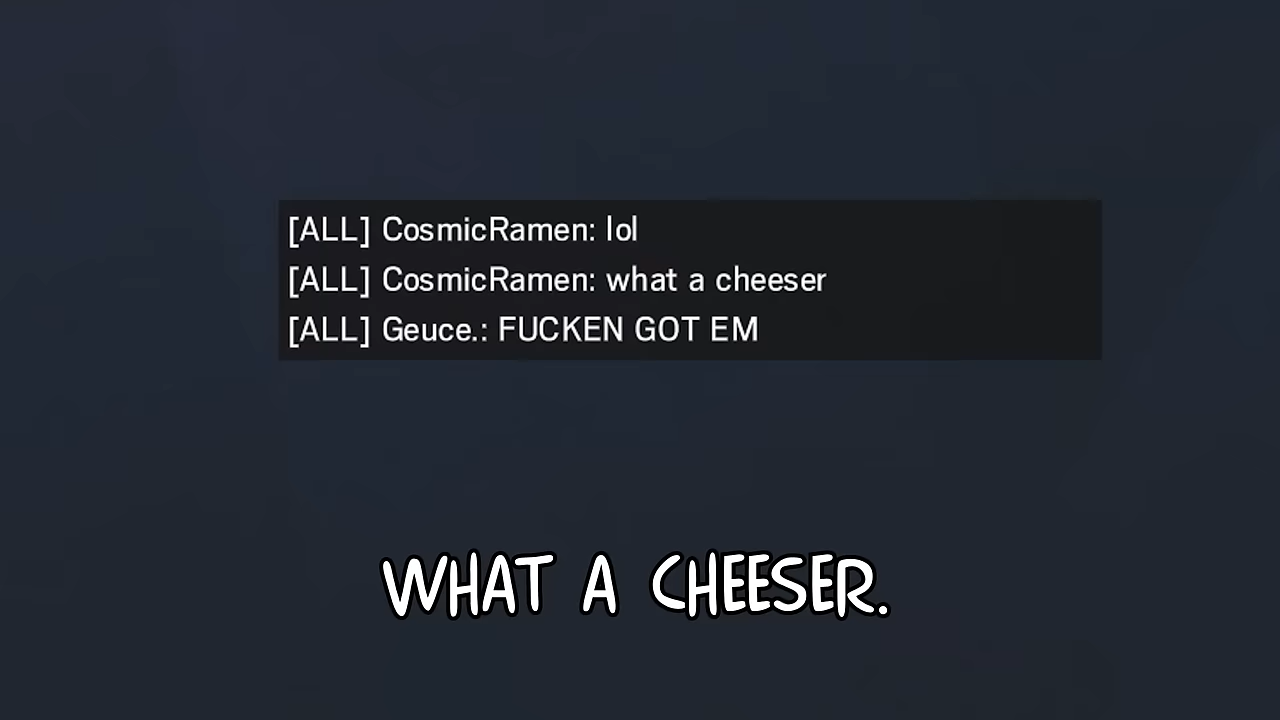 [ALL] CosmicRamen: lol
[ALL] CosmicRamen: what a cheeser
[ALL] Geuce.: FUCKEN GOT EM
WHAT A CHEESER.